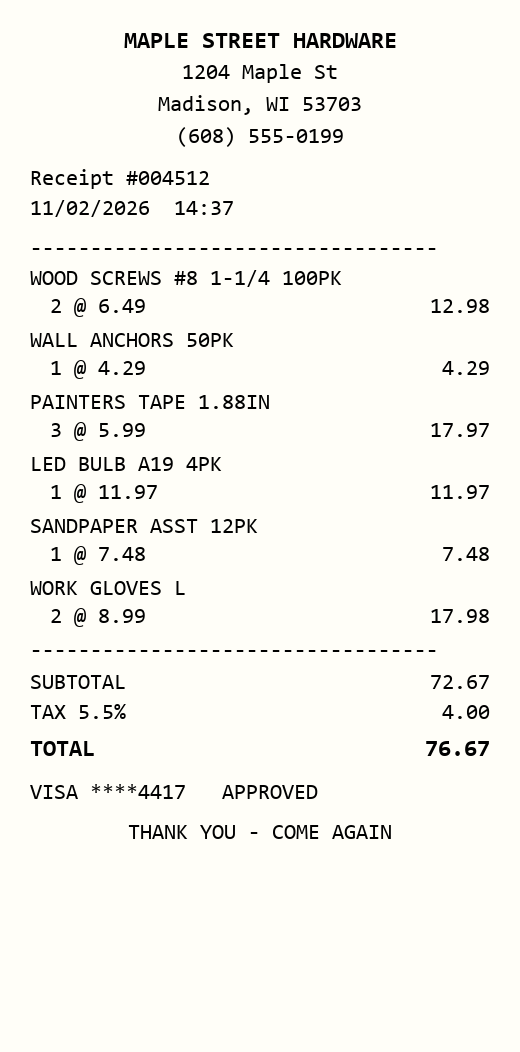 MAPLE STREET HARDWARE
1204 Maple St
Madison, WI 53703
(608) 555-0199
Receipt #004512
11/02/2026  14:37
----------------------------------
WOOD SCREWS #8 1-1/4 100PK
2 @ 6.49 12.98
WALL ANCHORS 50PK
1 @ 4.29 4.29
PAINTERS TAPE 1.88IN
3 @ 5.99 17.97
LED BULB A19 4PK
1 @ 11.97 11.97
SANDPAPER ASST 12PK
1 @ 7.48 7.48
WORK GLOVES L
2 @ 8.99 17.98
----------------------------------
SUBTOTAL 72.67
TAX 5.5% 4.00
TOTAL 76.67
VISA ****4417   APPROVED
THANK YOU - COME AGAIN